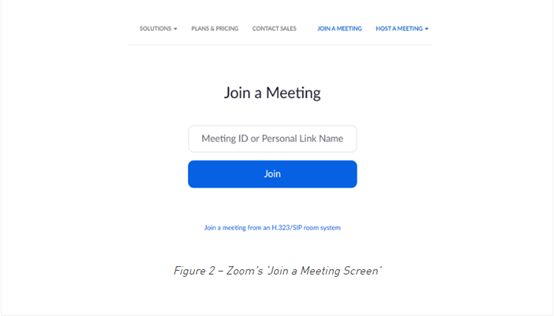 SOLUTIONS PLANS & PRICING CONTACT SALES JOIN A MEETING HOST A MEETING
Join a Meeting
Meeting ID or Personal Link Name
Join
Join a meeting from an H.323/SIP room system
Figure 2 – Zoom's 'Join a Meeting Screen'